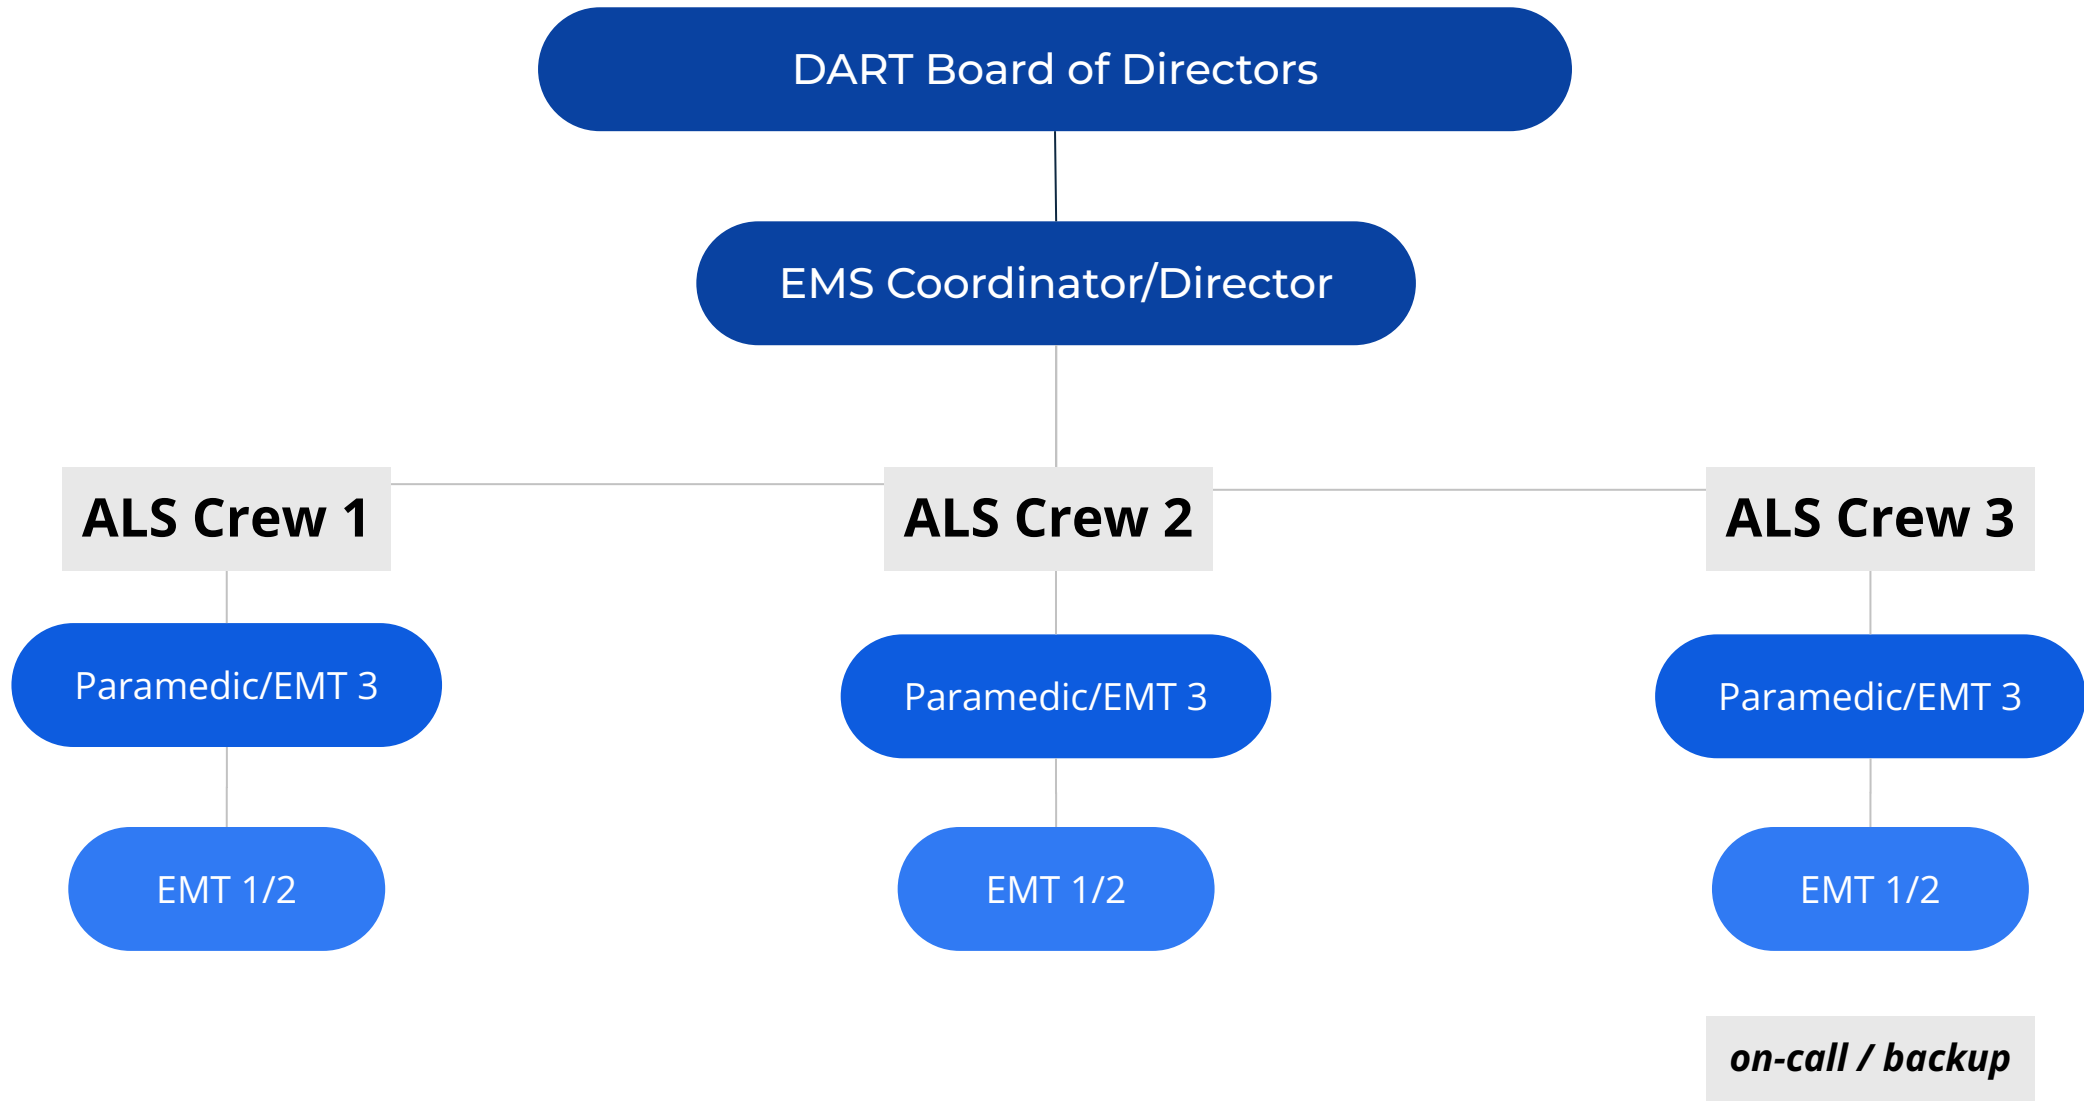 DART Board of Directors
EMS Coordinator/Director
ALS Crew 1
ALS Crew 2
ALS Crew 3
Paramedic/EMT 3
Paramedic/EMT 3
Paramedic/EMT 3
EMT 1/2
EMT 1/2
EMT 1/2
on-call / backup